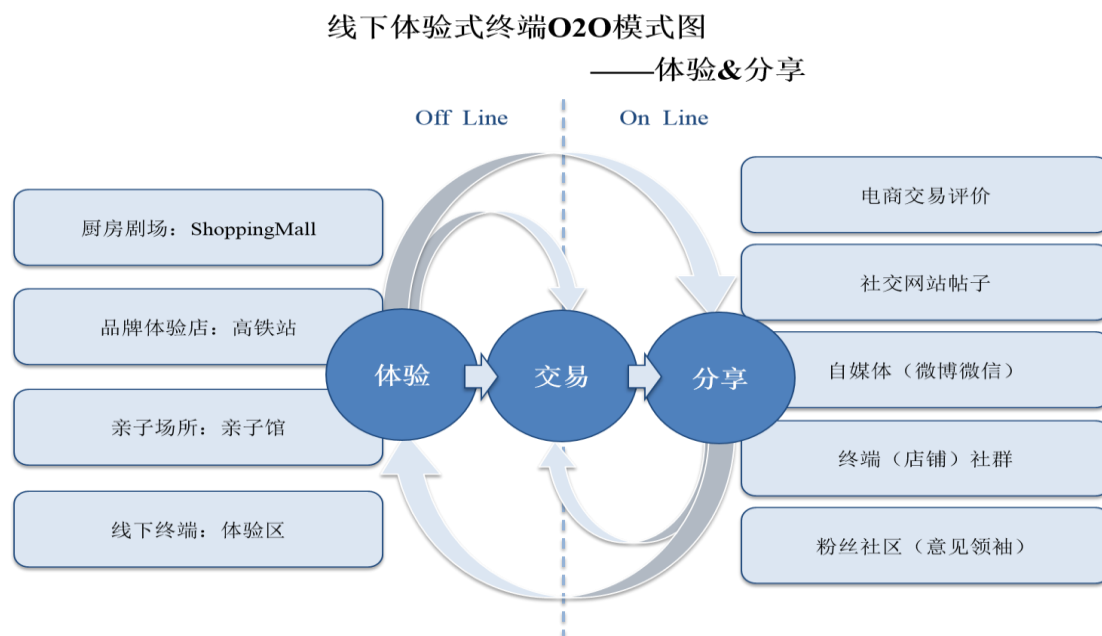 线下体验式终端O2O模式图
——体验&分享
Off Line
On Line
厨房剧场：ShoppingMall
品牌体验店：高铁站
亲子场所：亲子馆
线下终端：体验区
体验
交易
分享
电商交易评价
社交网站帖子
自媒体（微博微信）
终端（店铺）社群
粉丝社区（意见领袖）